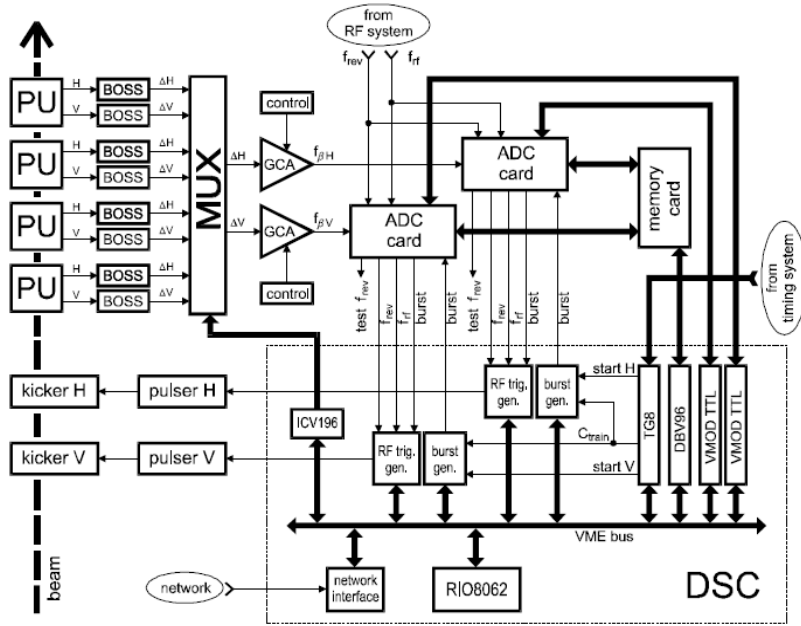 from
RF system
f_rev f_rf
PU H BOSS ΔH
V BOSS ΔV
PU H BOSS ΔH
V BOSS ΔV
PU H BOSS ΔH
V BOSS ΔV
PU H BOSS ΔH
V BOSS ΔV
MUX
control
ΔH GCA f_βH
ΔV GCA f_βV
control
ADC
card
ADC
card
memory
card
from
timing system
test f_rev
f_rev
f_rf
burst
burst
test f_rev
f_rev
f_rf
burst
burst
kicker H pulser H
kicker V pulser V
ICV196
RF trig.
gen.
burst
gen.
RF trig.
gen.
burst
gen.
start H
C_train
start V
TG8
DBV96
VMOD TTL
VMOD TTL
VME bus
network
network
interface
RIO8062
DSC
beam